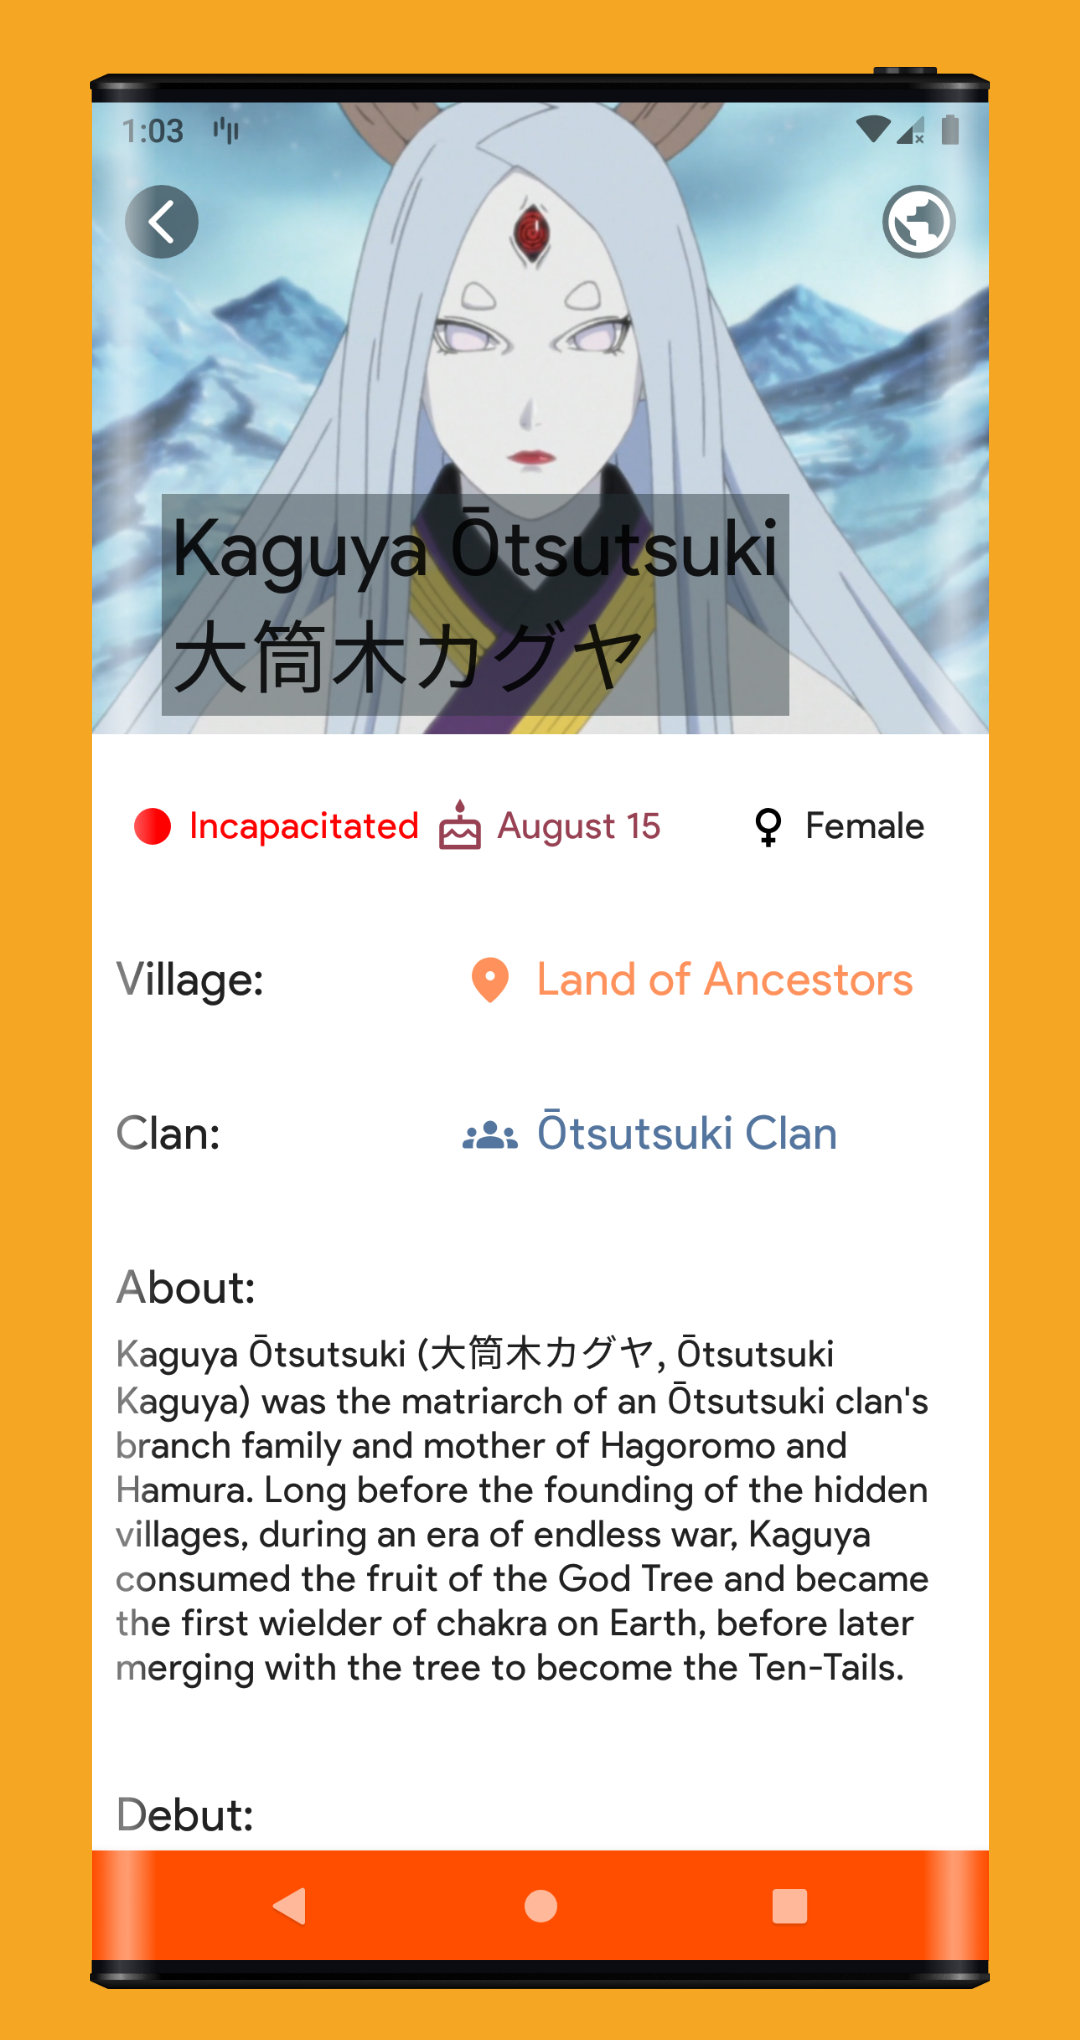 1:03
Kaguya Ōtsutsuki
大筒木カグヤ
Incapacitated August 15 Female
Village: Land of Ancestors
Clan: Ōtsutsuki Clan
About:
Kaguya Ōtsutsuki (大筒木カグヤ, Ōtsutsuki
Kaguya) was the matriarch of an Ōtsutsuki clan's
branch family and mother of Hagoromo and
Hamura. Long before the founding of the hidden
villages, during an era of endless war, Kaguya
consumed the fruit of the God Tree and became
the first wielder of chakra on Earth, before later
merging with the tree to become the Ten-Tails.
Debut: